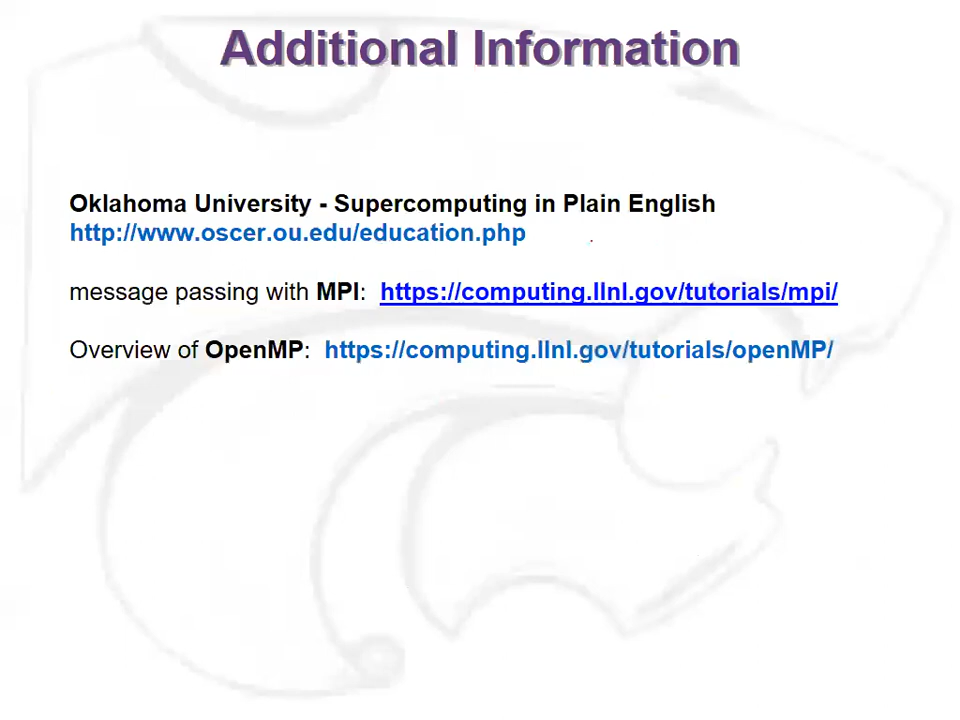 Additional Information
Oklahoma University - Supercomputing in Plain English
http://www.oscer.ou.edu/education.php
message passing with MPI: https://computing.llnl.gov/tutorials/mpi/
Overview of OpenMP: https://computing.llnl.gov/tutorials/openMP/